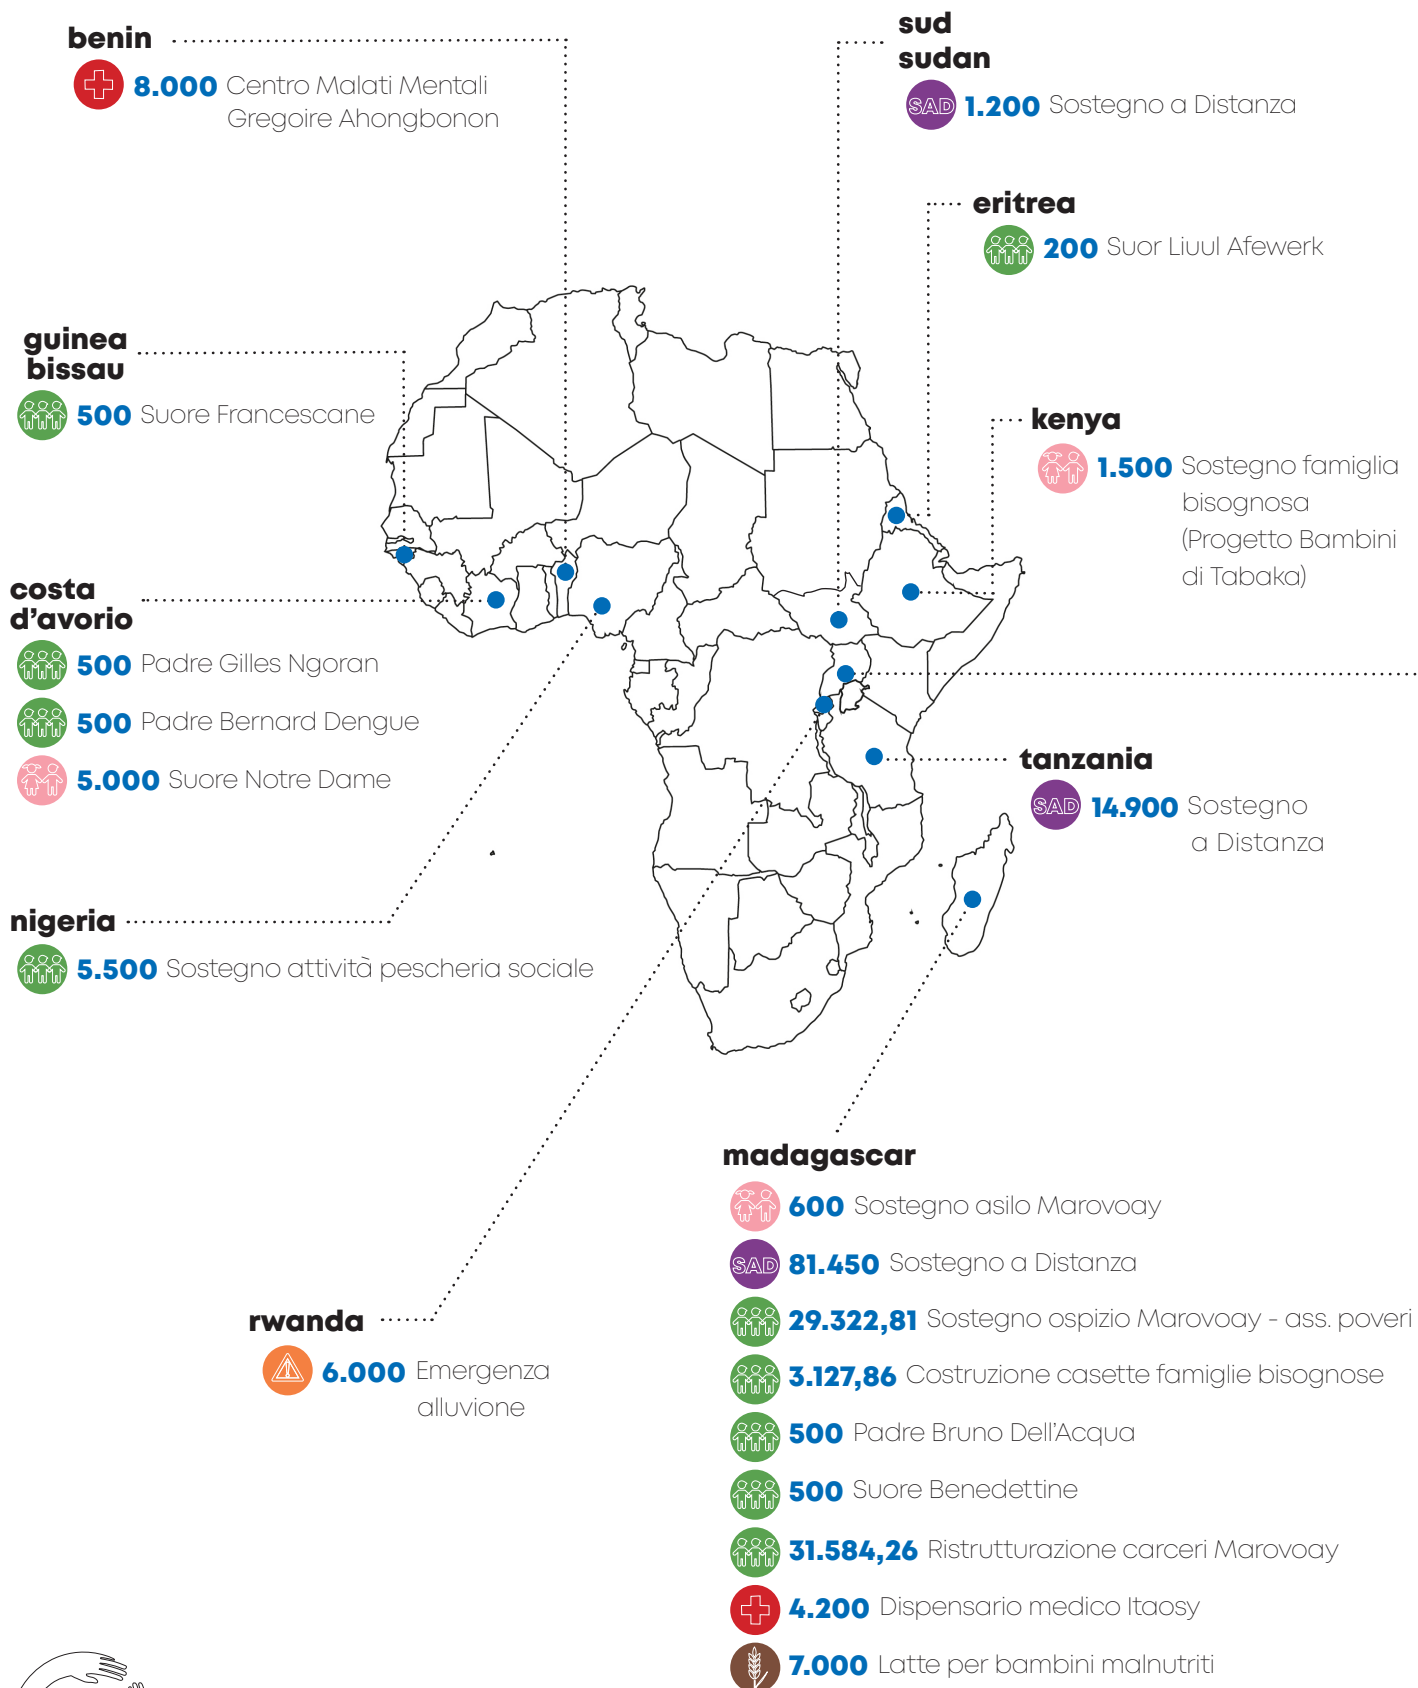 benin
8.000 Centro Malati Mentali
Gregoire Ahongbonon
sud
sudan
SAD 1.200 Sostegno a Distanza
eritrea
200 Suor Liuul Afewerk
guinea
bissau
500 Suore Francescane
kenya
1.500 Sostegno famiglia
bisognosa
(Progetto Bambini
di Tabaka)
costa
d'avorio
500 Padre Gilles Ngoran
500 Padre Bernard Dengue
5.000 Suore Notre Dame
tanzania
SAD 14.900 Sostegno
a Distanza
nigeria
5.500 Sostegno attività pescheria sociale
rwanda
6.000 Emergenza
alluvione
madagascar
600 Sostegno asilo Marovoay
SAD 81.450 Sostegno a Distanza
29.322,81 Sostegno ospizio Marovoay - ass. poveri
3.127,86 Costruzione casette famiglie bisognose
500 Padre Bruno Dell'Acqua
500 Suore Benedettine
31.584,26 Ristrutturazione carceri Marovoay
4.200 Dispensario medico Itaosy
7.000 Latte per bambini malnutriti